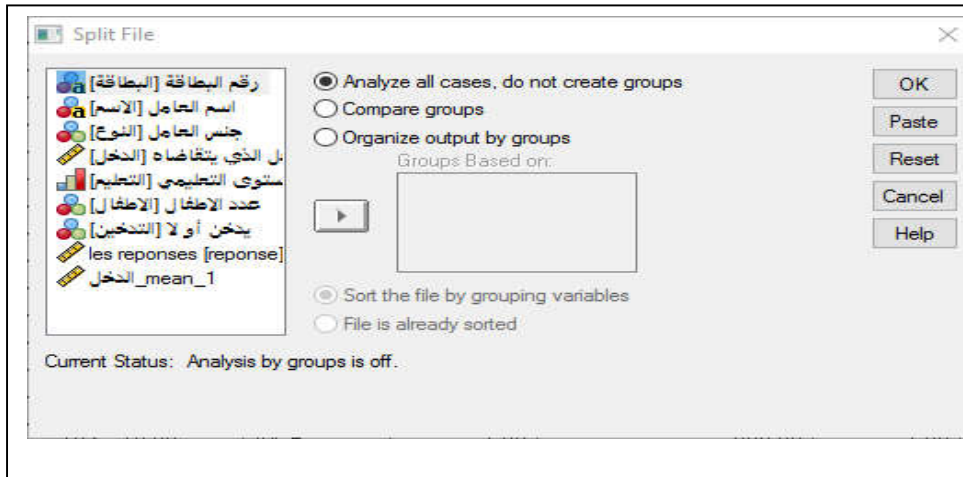 Split File
رقم البطاقة [البطاقة]
اسم العامل [الاسم]
جنس العامل [النوع]
ل الذي يتقاضاه [الدخل]
ستوى التعليمي [التعليم]
عدد الاطفال [الاطفال]
يدخن أو لا [التدخين]
les reponses [reponse]
الدخل_mean_1
Analyze all cases, do not create groups
Compare groups
Organize output by groups
Groups Based on:
Sort the file by grouping variables
File is already sorted
OK
Paste
Reset
Cancel
Help
Current Status: Analysis by groups is off.